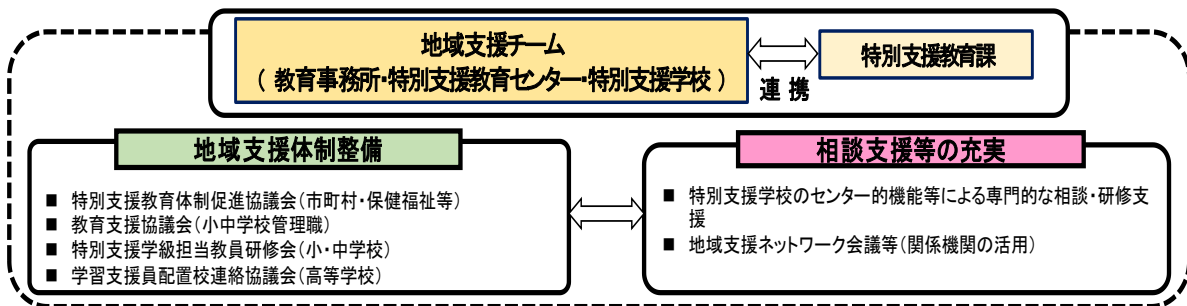 地域支援チーム
（ 教育事務所・特別支援教育センター・特別支援学校 ）
特別支援教育課
連 携
地域支援体制整備
■ 特別支援教育体制促進協議会（市町村・保健福祉等）
■ 教育支援協議会（小中学校管理職）
■ 特別支援学級担当教員研修会（小・中学校）
■ 学習支援員配置校連絡協議会（高等学校）
相談支援等の充実
■ 特別支援学校のセンター的機能等による専門的な相談・研修支
援
■ 地域支援ネットワーク会議等（関係機関の活用）